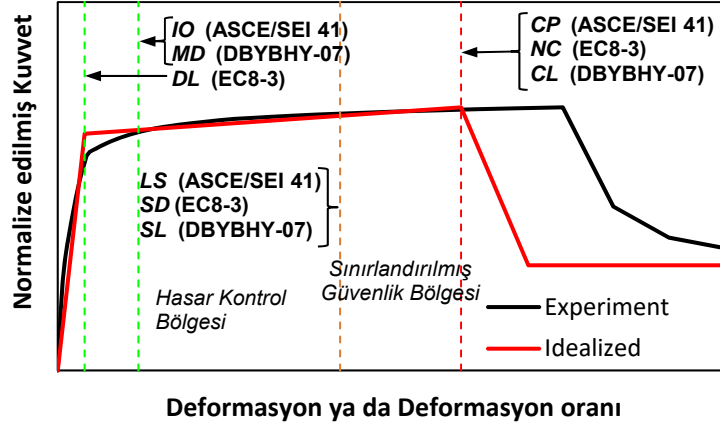 Normalize edilmiş Kuvvet
IO (ASCE/SEI 41)
MD (DBYBHY-07)
DL (EC8-3)
CP (ASCE/SEI 41)
NC (EC8-3)
CL (DBYBHY-07)
LS (ASCE/SEI 41)
SD (EC8-3)
SL (DBYBHY-07)
Hasar Kontrol
Bölgesi
Sınırlandırılmış
Güvenlik Bölgesi
Experiment
Idealized
Deformasyon ya da Deformasyon oranı